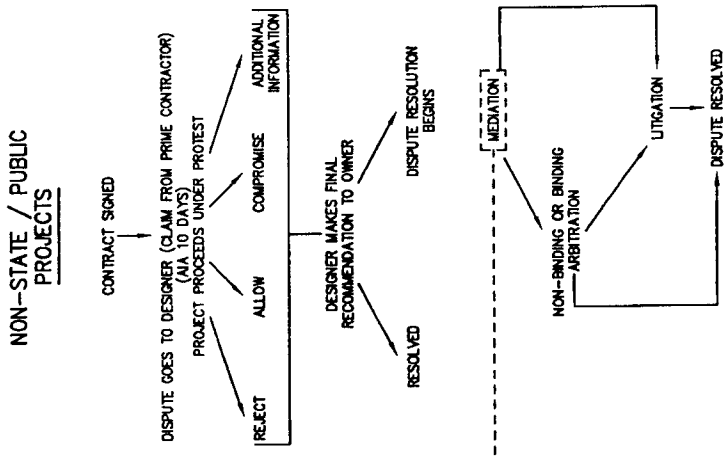 NON-STATE / PUBLIC
PROJECTS
CONTRACT SIGNED
DISPUTE GOES TO DESIGNER (CLAIM FROM PRIME CONTRACTOR)
(AIA 10 DAYS)
PROJECT PROCEEDS UNDER PROTEST
REJECT
ALLOW
COMPROMISE
ADDITIONAL
INFORMATION
DESIGNER MAKES FINAL
RECOMMENDATION TO OWNER
RESOLVED
DISPUTE RESOLUTION
BEGINS
MEDIATION
NON-BINDING OR BINDING
ARBITRATION
LITIGATION
DISPUTE RESOLVED